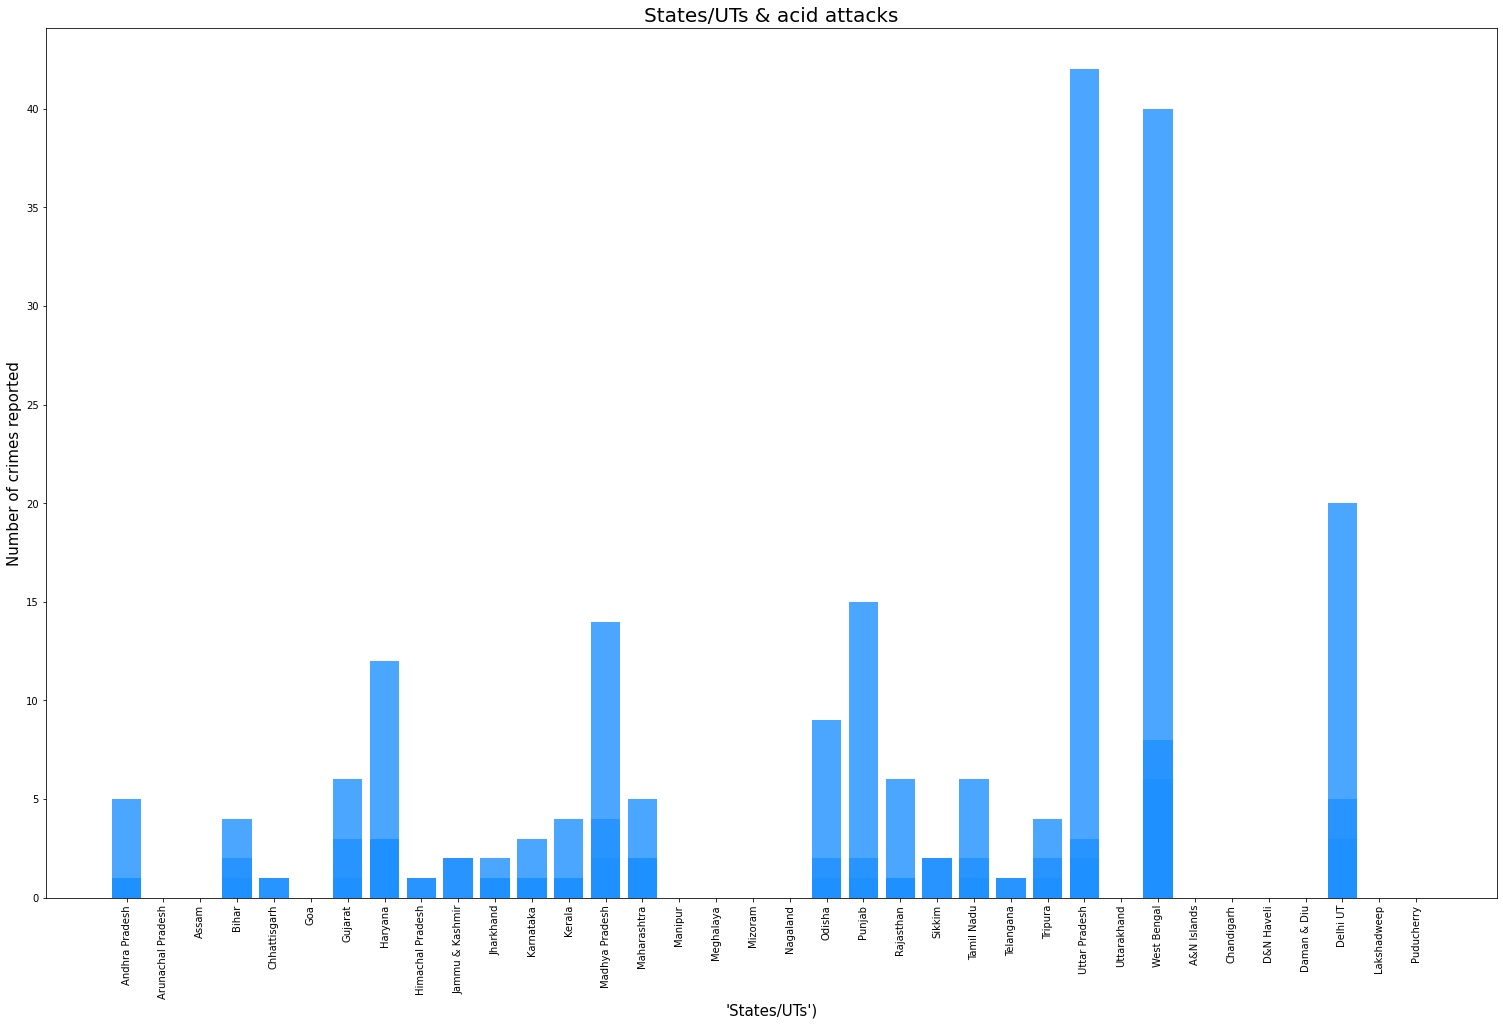 States/UTs & acid attacks
Number of crimes reported
40
35
30
25
20
15
10
5
0
Andhra Pradesh
Arunachal Pradesh
Assam
Bihar
Chhattisgarh
Goa
Gujarat
Haryana
Himachal Pradesh
Jammu & Kashmir
Jharkhand
Karnataka
Kerala
Madhya Pradesh
Maharashtra
Manipur
Meghalaya
Mizoram
Nagaland
Odisha
Punjab
Rajasthan
Sikkim
Tamil Nadu
Telangana
Tripura
Uttar Pradesh
Uttarakhand
West Bengal
A&N Islands
Chandigarh
D&N Haveli
Daman & Diu
Delhi UT
Lakshadweep
Puducherry
'States/UTs')